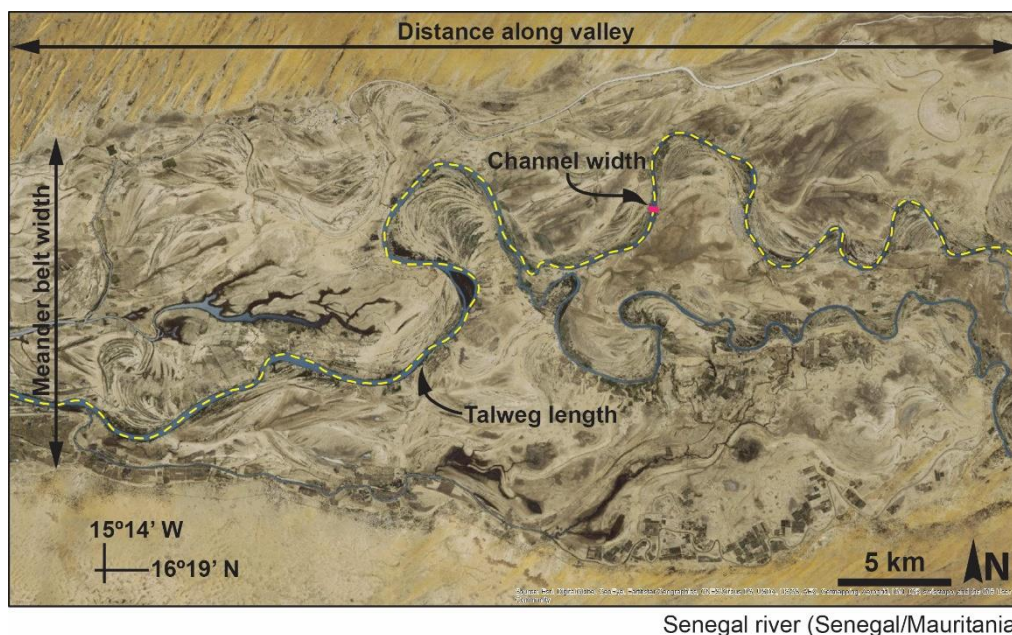 Distance along valley
Channel width
Meander belt width
Talweg length
15º14' W
16º19' N
5 km
N
Senegal river (Senegal/Mauritania